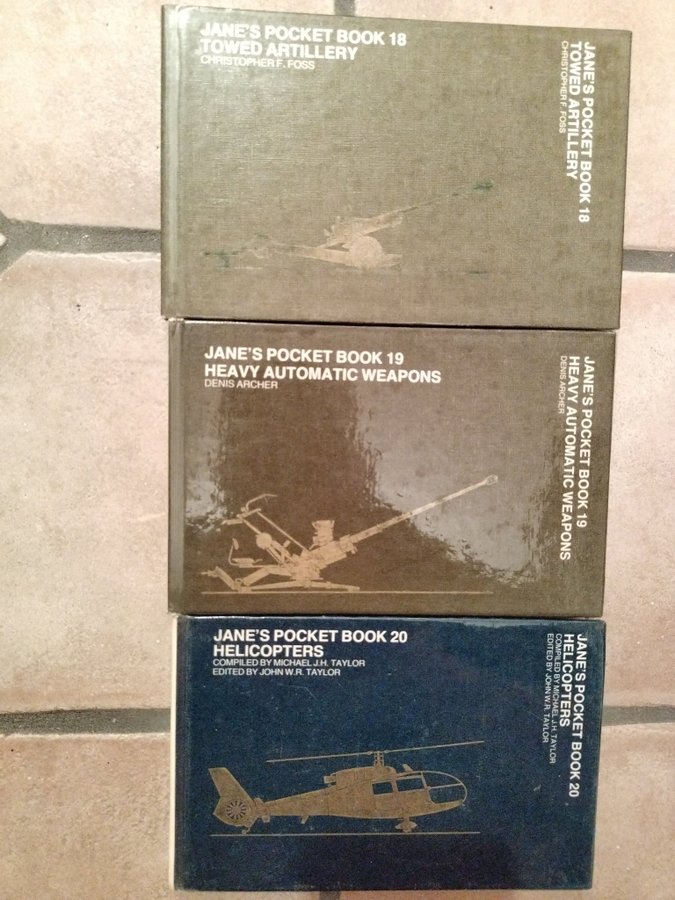 JANE'S POCKET BOOK 18
TOWED ARTILLERY
CHRISTOPHER F. FOSS
JANE'S POCKET BOOK 18
TOWED ARTILLERY
CHRISTOPHER F. FOSS
JANE'S POCKET BOOK 19
HEAVY AUTOMATIC WEAPONS
DENIS ARCHER
JANE'S POCKET BOOK 19
HEAVY AUTOMATIC WEAPONS
DENIS ARCHER
JANE'S POCKET BOOK 20
HELICOPTERS
COMPILED BY MICHAEL J.H. TAYLOR
EDITED BY JOHN W.R. TAYLOR
JANE'S POCKET BOOK 20
HELICOPTERS
COMPILED BY MICHAEL J.H. TAYLOR
EDITED BY JOHN W.R. TAYLOR